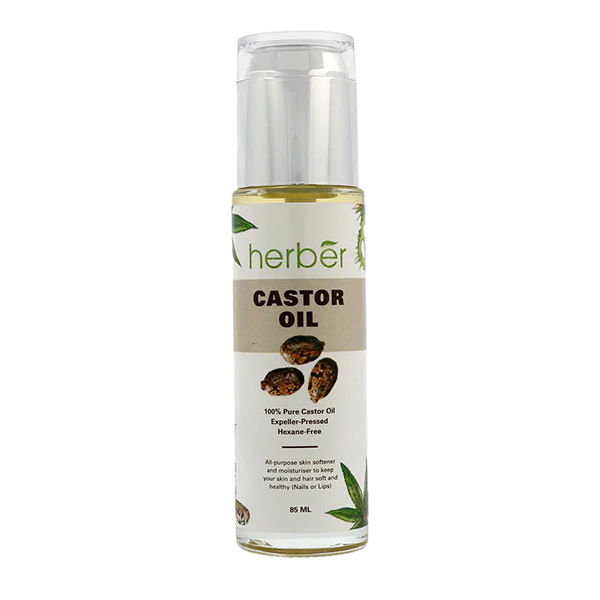 herber
CASTOR
OIL
100% Pure Castor Oil
Expeller-Pressed
Hexane-Free
All-purpose skin softener
and moisturiser to keep
your skin and hair soft and
healthy (Nails or Lips)
85 ML